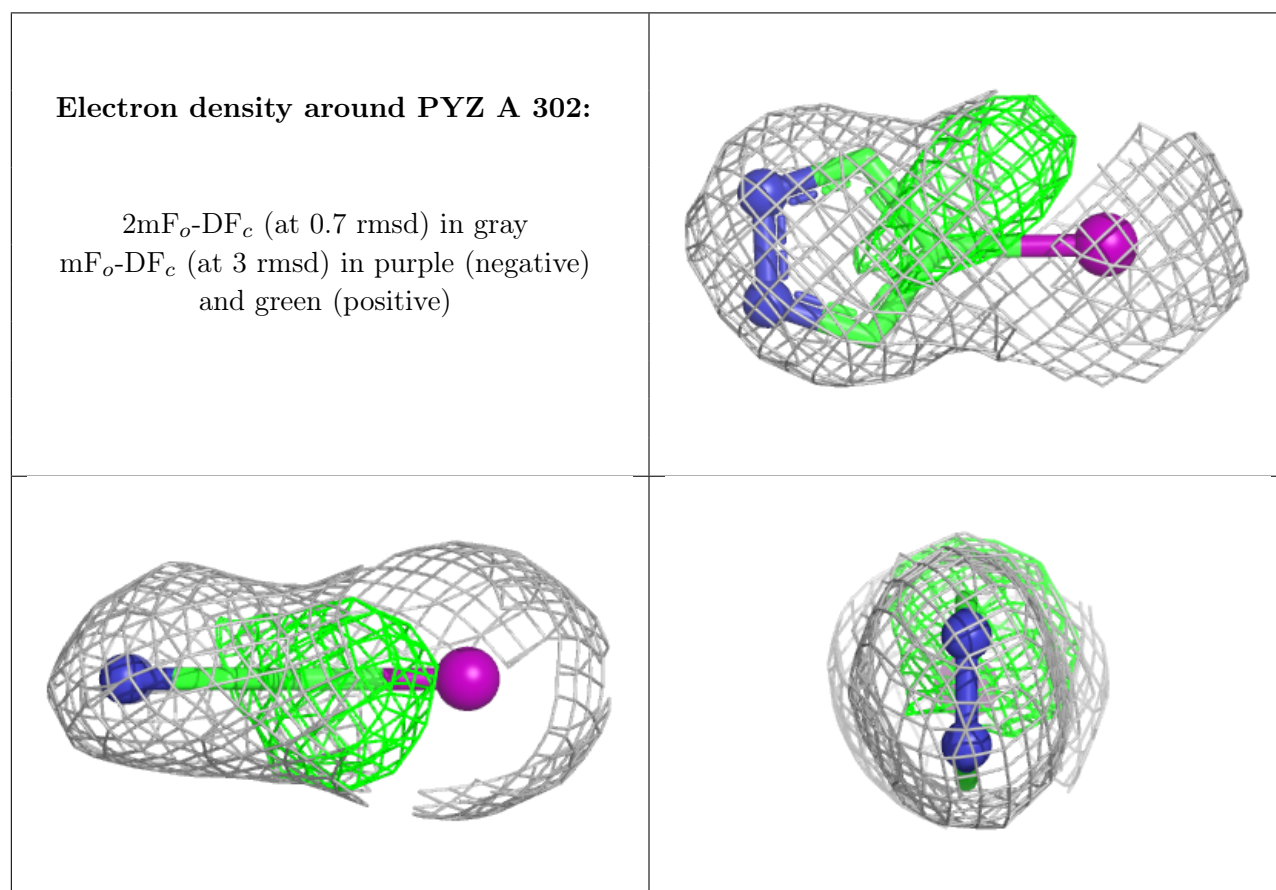 Electron density around PYZ A 302:
2mFo-DFc (at 0.7 rmsd) in gray
mFo-DFc (at 3 rmsd) in purple (negative)
and green (positive)